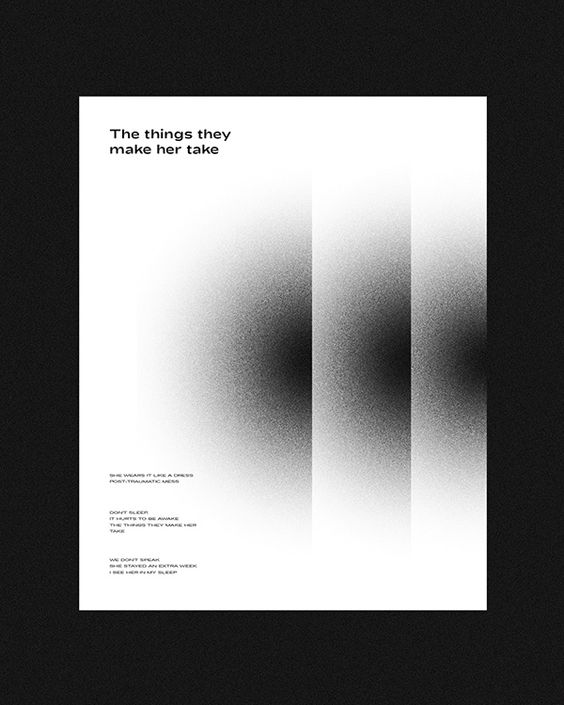 The things they
make her take
SHE WEARS IT LIKE A DRESS
POST-TRAUMATIC MESS
DON'T SLEEP,
IT HURTS TO BE AWAKE
THE THINGS THEY MAKE HER
TAKE
WE DON'T SPEAK
SHE STAYED AN EXTRA WEEK
I SEE HER IN MY SLEEP